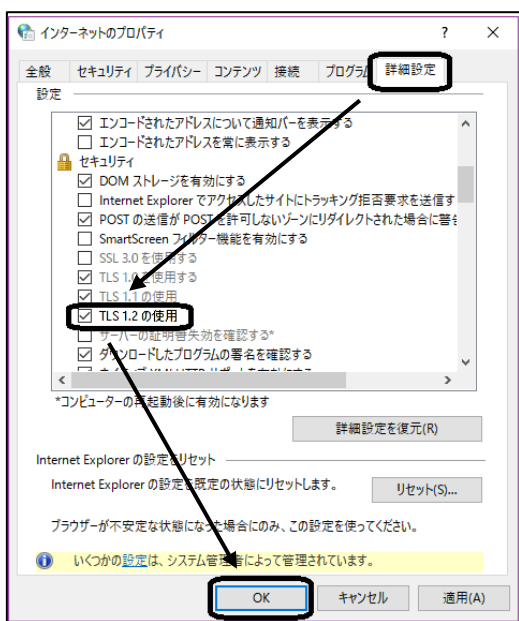 インターネットのプロパティ ? ×
全般 セキュリティ プライバシー コンテンツ 接続 プログラム 詳細設定
設定
エンコードされたアドレスについて通知バーを表示する
エンコードされたアドレスを常に表示する
セキュリティ
DOM ストレージを有効にする
Internet Explorer でアクセスしたサイトにトラッキング拒否要求を送信す
POST の送信が POST を許可しないゾーンにリダイレクトされた場合に警告
SmartScreen フィルター機能を有効にする
SSL 3.0 を使用する
TLS 1.0 を使用する
TLS 1.1 の使用
TLS 1.2 の使用
サーバーの証明書失効を確認する*
ダウンロードしたプログラムの署名を確認する
*コンピューターの再起動後に有効になります
詳細設定を復元(R)
Internet Explorer の設定をリセット
Internet Explorer の設定を既定の状態にリセットします。
リセット(S)...
ブラウザーが不安定な状態になった場合にのみ、この設定を使ってください。
いくつかの設定は、システム管理者によって管理されています。
OK キャンセル 適用(A)